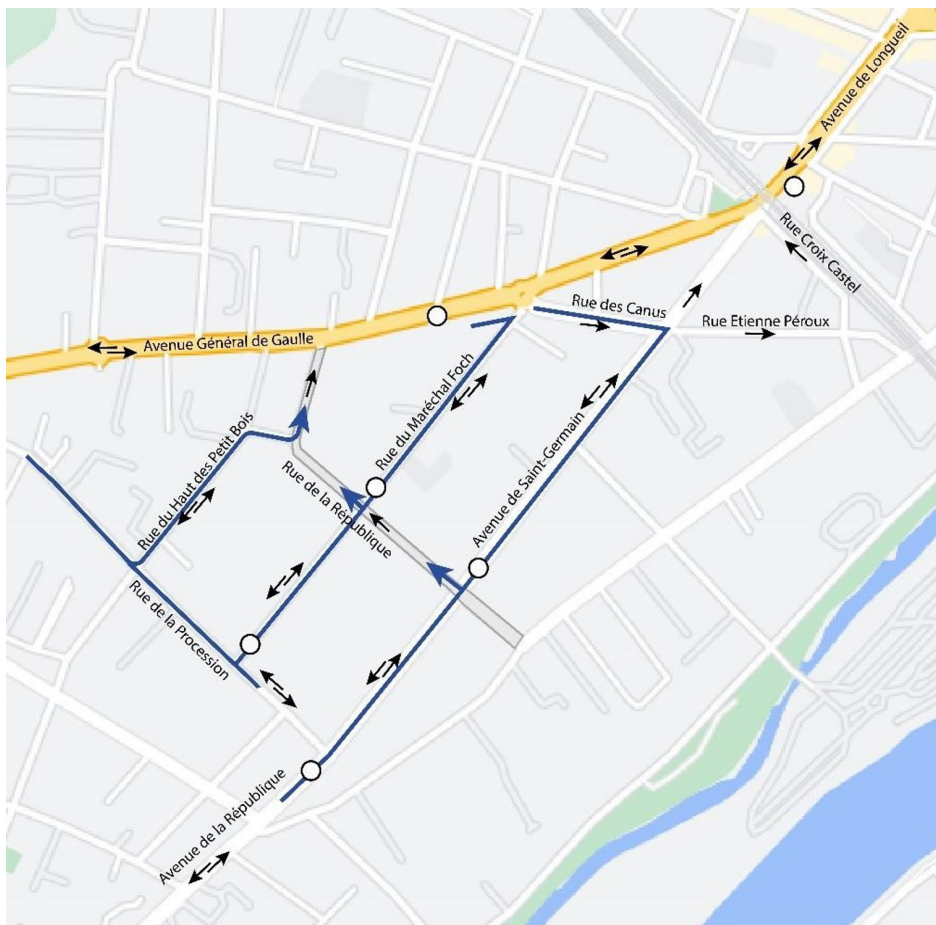 Avenue de Longueil
Rue Croix Castel
Rue des Canus
Rue Etienne Péroux
Avenue Général de Gaulle
Rue du Maréchal Foch
Rue du Haut des Petit Bois
Rue de la République
Avenue de Saint-Germain
Rue de la Procession
Avenue de la République